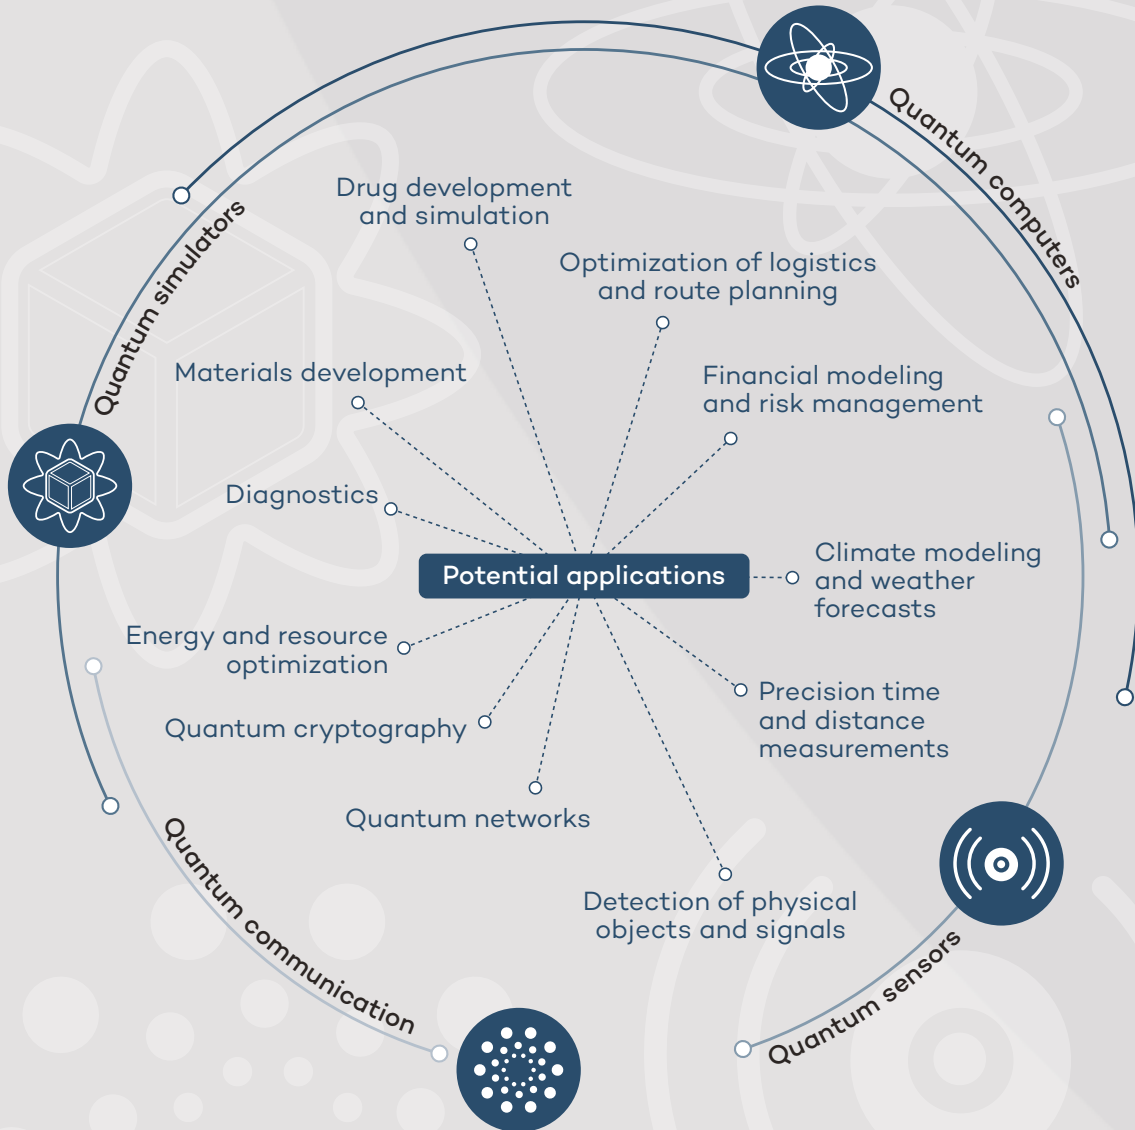 Quantum computers
Quantum simulators
Drug development
and simulation
Optimization of logistics
and route planning
Materials development
Financial modeling
and risk management
Diagnostics
Potential applications
Climate modeling
and weather
forecasts
Energy and resource
optimization
Precision time
and distance
measurements
Quantum cryptography
Quantum networks
Detection of physical
objects and signals
Quantum communication
Quantum sensors